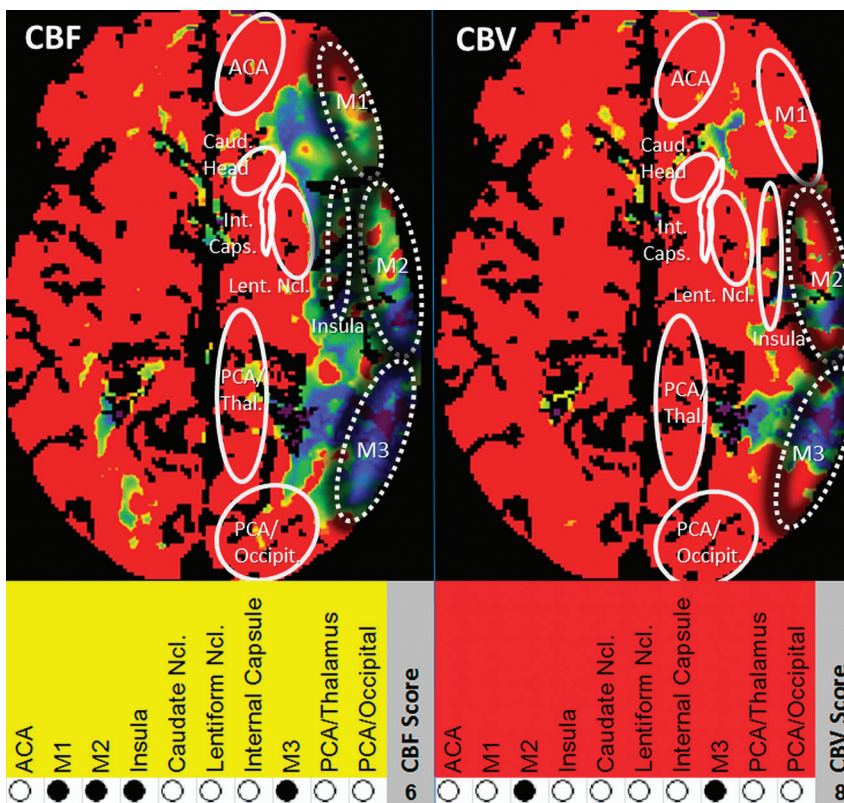 CBF
ACA
M1
Caud.
Head
Int.
Caps.
M2
Lent. Ncl.
Insula
PCA/
Thal.
M3
PCA/
Occipit.
CBV
ACA
M1
Caud.
Head
Int.
Caps.
M2
Lent. Ncl.
Insula
PCA/
Thal.
M3
PCA/
Occipit.
ACA
M1
M2
Insula
Caudate Ncl.
Lentiform Ncl.
Internal Capsule
M3
PCA/Thalamus
PCA/Occipital
CBF Score
6
ACA
M1
M2
Insula
Caudate Ncl.
Lentiform Ncl.
Internal Capsule
M3
PCA/Thalamus
PCA/Occipital
CBV Score
8